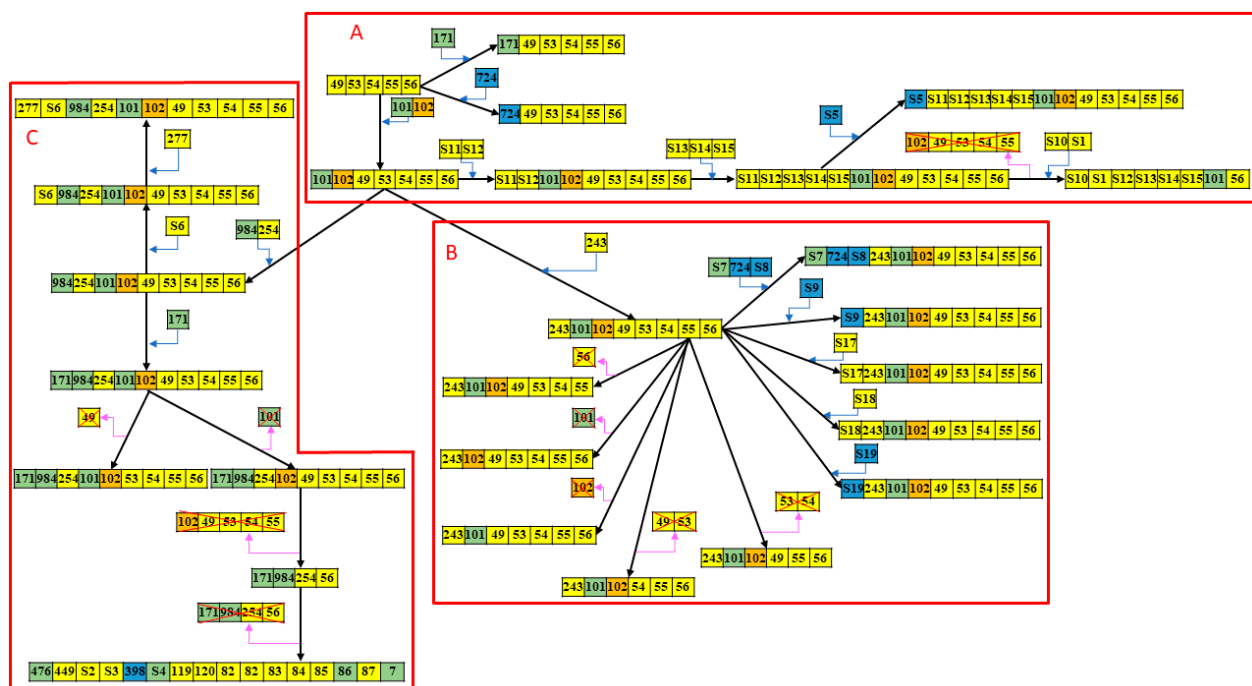 A
171
171 49 53 54 55 56
49 53 54 55 56
724
724 49 53 54 55 56
101 102
S5
S5 S11 S12 S13 S14 S15 101 102 49 53 54 55 56
S11 S12
S13 S14 S15
102 49 53 54 55
S10 S1
101 102 49 53 54 55 56
S11 S12 101 102 49 53 54 55 56
S11 S12 S13 S14 S15 101 102 49 53 54 55 56
S10 S1 S12 S13 S14 S15 101 56
277 S6 984 254 101 102 49 53 54 55 56
C
277
S6 984 254 101 102 49 53 54 55 56
S6
984 254
984 254 101 102 49 53 54 55 56
171
171 984 254 101 102 49 53 54 55 56
49
101
171 984 254 101 102 53 54 55 56
171 984 254 102 49 53 54 55 56
102 49 53 54 55
171 984 254 56
171 984 254 56
476 449 S2 S3 398 S4 119 120 82 82 83 84 85 86 87 7
B
243
S7 724 S8
S7 724 S8 243 101 102 49 53 54 55 56
S9
S9 243 101 102 49 53 54 55 56
243 101 102 49 53 54 55 56
S17
S17 243 101 102 49 53 54 55 56
56
243 101 102 49 53 54 55
S18
S18 243 101 102 49 53 54 55 56
101
243 102 49 53 54 55 56
S19
S19 243 101 102 49 53 54 55 56
102
243 101 49 53 54 55 56
49 53
53 54
243 101 102 49 55 56
243 101 102 54 55 56